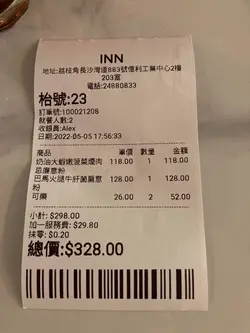 INN
地址:荔枝角長沙灣道883號億利工業中心2樓
203室
電話:24880833
枱號:23
訂單號:100021208
就餐人數:2
收銀員:Alex
日期:2022-05-05 17:56:33
商品 單價 數量 金額
奶油大蝦嫩菠菜煙肉 118.00 1 118.00
忌廉意粉
巴馬火腿牛肝菌扁意 128.00 1 128.00
粉
可樂 26.00 2 52.00
小計: $298.00
加一服務費: $29.80
抹零: $0.20
總價:$328.00